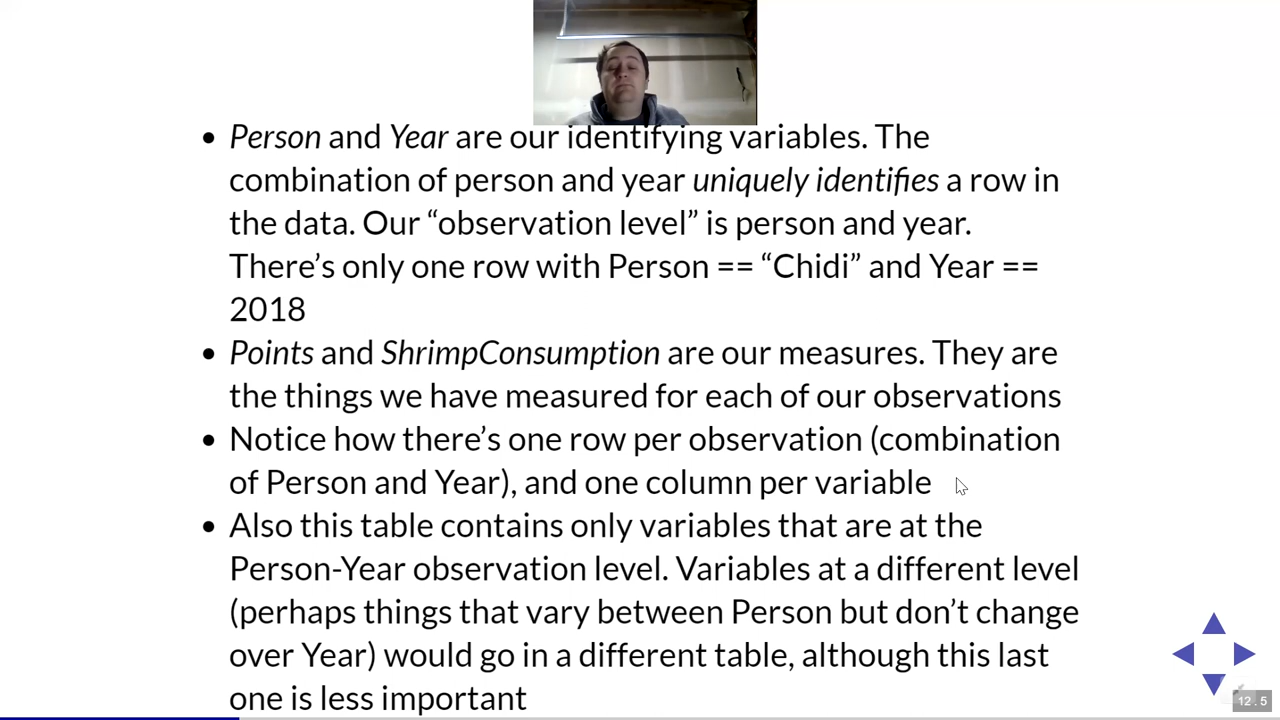 • Person and Year are our identifying variables. The
combination of person and year uniquely identifies a row in
the data. Our “observation level” is person and year.
There’s only one row with Person == “Chidi” and Year ==
2018
• Points and ShrimpConsumption are our measures. They are
the things we have measured for each of our observations
• Notice how there’s one row per observation (combination
of Person and Year), and one column per variable
• Also this table contains only variables that are at the
Person-Year observation level. Variables at a different level
(perhaps things that vary between Person but don’t change
over Year) would go in a different table, although this last
one is less important
12.5